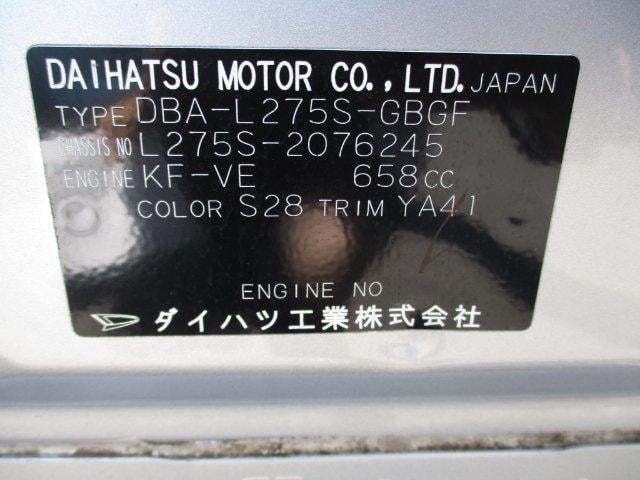 DAIHATSU MOTOR CO., LTD. JAPAN
TYPE DBA-L275S-GBGF
CHASSIS NO L275S-2076245
ENGINE KF-VE 658CC
COLOR S28 TRIM YA41
ENGINE NO
ダイハツ工業株式会社